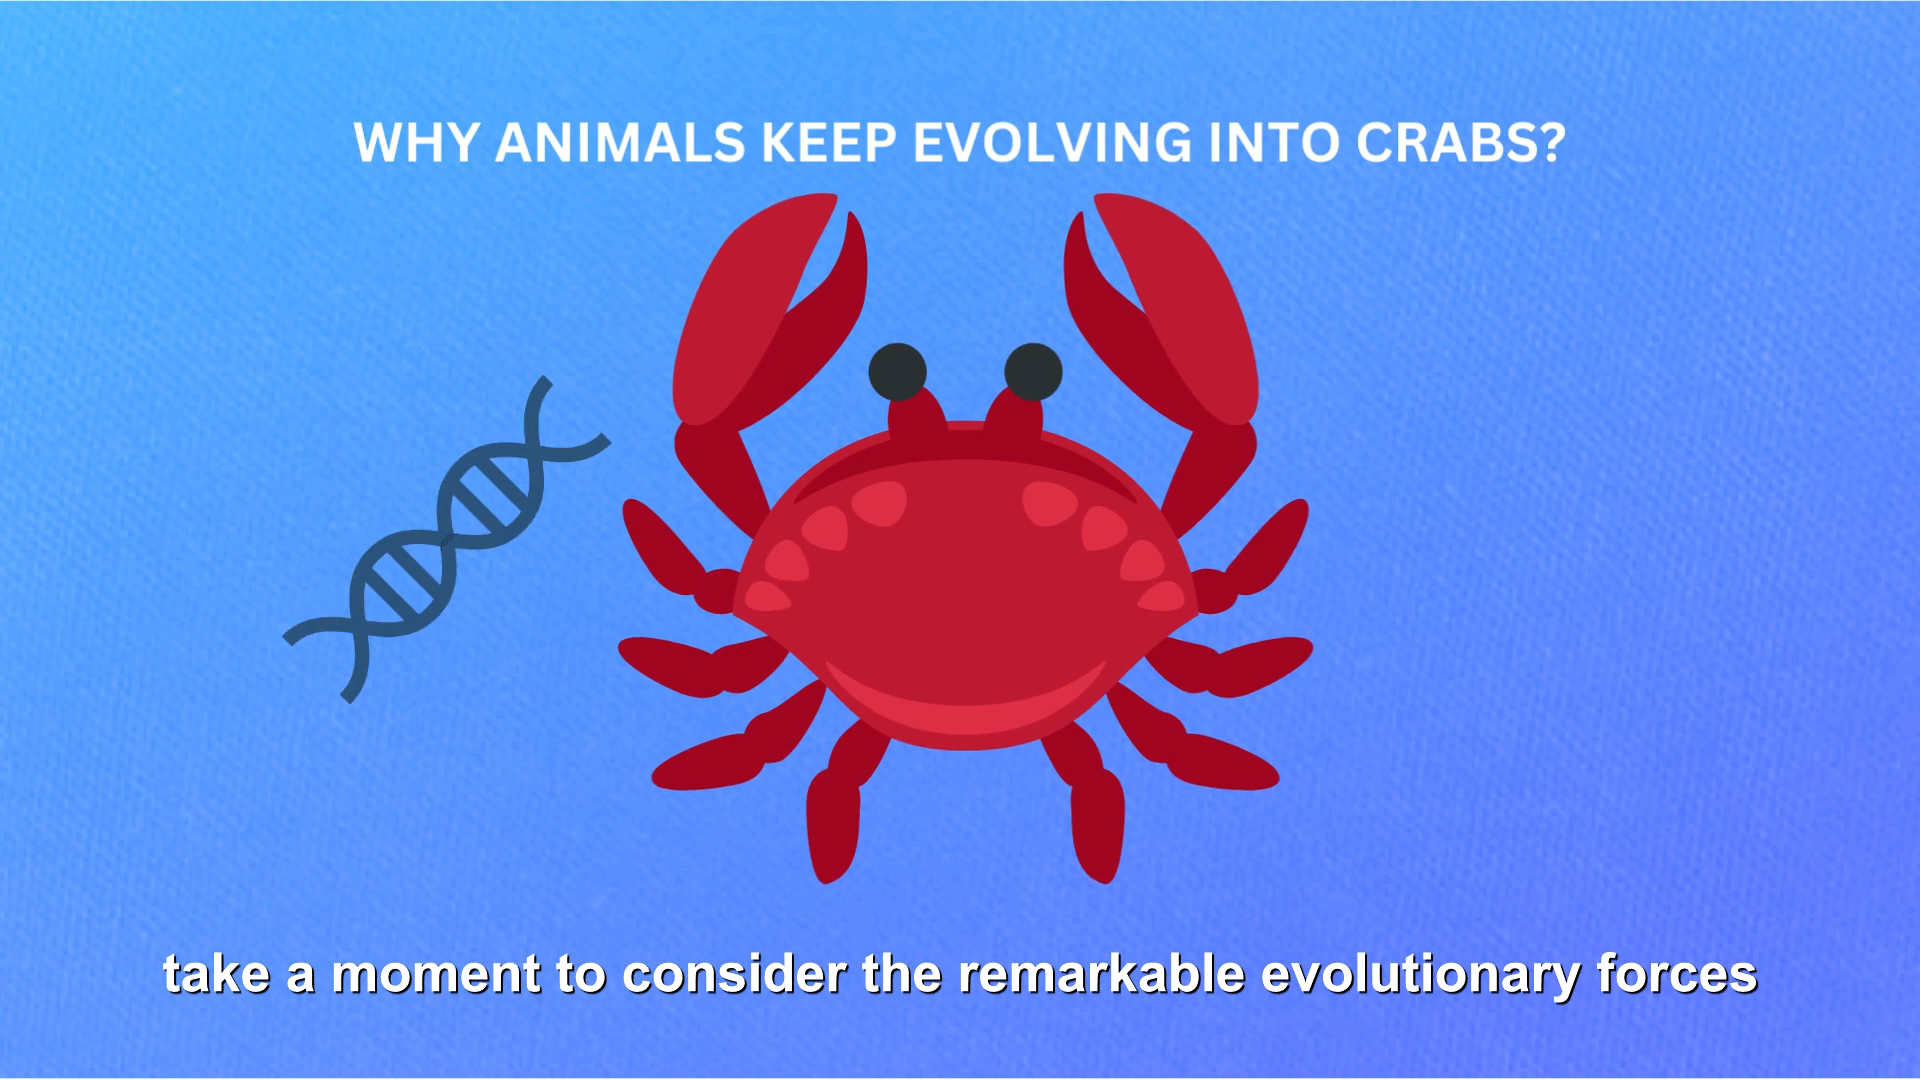 WHY ANIMALS KEEP EVOLVING INTO CRABS?
take a moment to consider the remarkable evolutionary forces